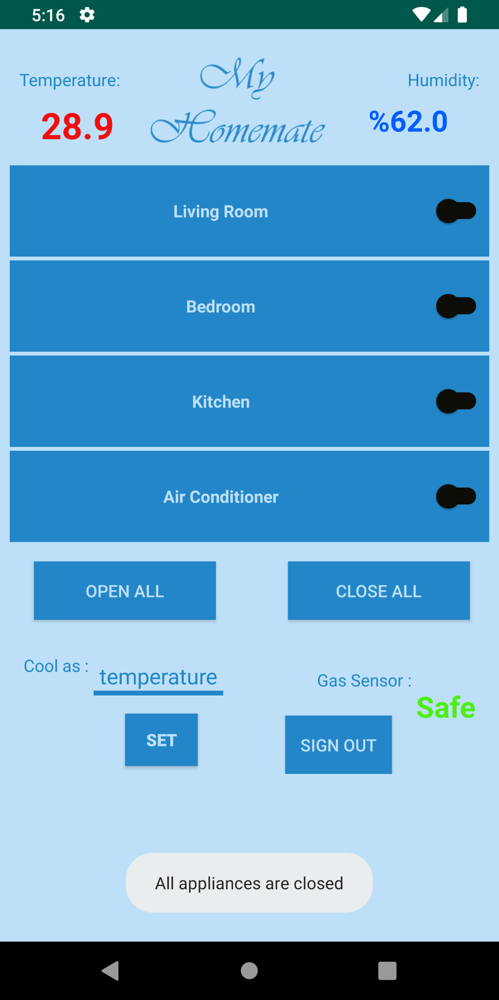 5:16
Temperature:
My
Humidity:
28.9
Homemate
%62.0
Living Room
Bedroom
Kitchen
Air Conditioner
OPEN ALL
CLOSE ALL
Cool as :
temperature
Gas Sensor :
Safe
SET
SIGN OUT
All appliances are closed